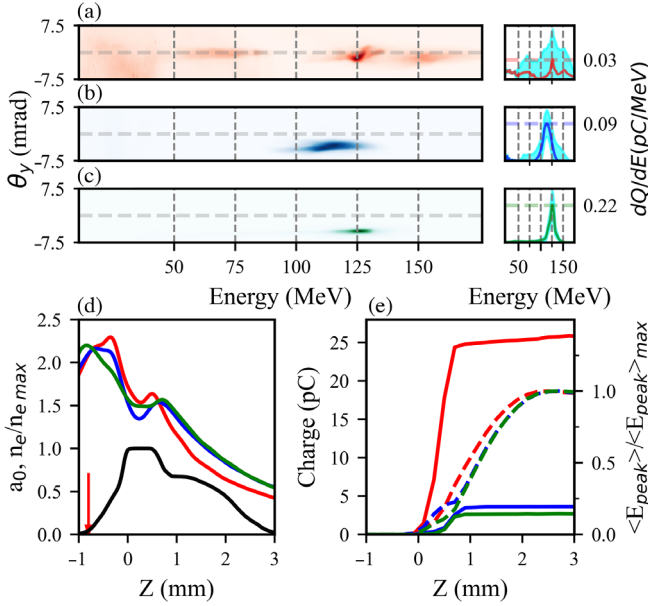 (a)
7.5
-7.5
0.03
(b)
7.5
-7.5
0.09
(c)
7.5
-7.5
0.22
θy (mrad)
dQ/dE(pC/MeV)
50 75 100 125 150
50 150
Energy (MeV)
Energy (MeV)
(d)
(e)
2.5
2.0
1.5
1.0
0.5
0.0
a0, ne/ne max
-1 0 1 2 3
Z (mm)
25
20
15
10
5
0
Charge (pC)
1.0
0.5
0.25
0.0
<Epeak>/<Epeak>max
-1 0 1 2 3
Z (mm)